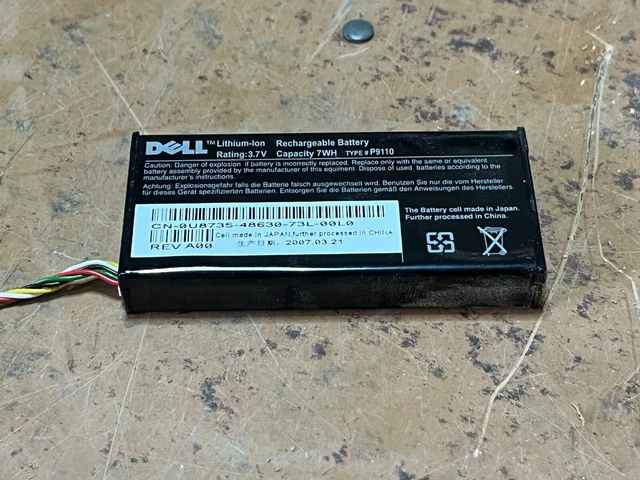 DELL™ Lithium-Ion Rechargeable Battery
Rating:3.7V Capacity 7WH TYPE # P9110
Caution: Danger of explosion if battery is incorrectly replaced. Replace only with the same or equivalent
battery assembly provided by the manufacturer of this equiment. Dispose of used batteries according to the
manufacturer's instructions.
Achtung: Explosionsgefahr falls die Batterie falsch ausgewechselt wird. Benutzen Sie nur die vom Hersteller
für dieses Gerät spezifizierten Batterien. Entsorgen Sie die Batterien gemäß den Anweisungen des Herstellers.
CN-0U8735-48630-73L-00L0
Cell made in JAPAN,further processed in CHINA
REV A00 生产日期: 2007.03.21
The Battery cell made in Japan.
Further processed in China.